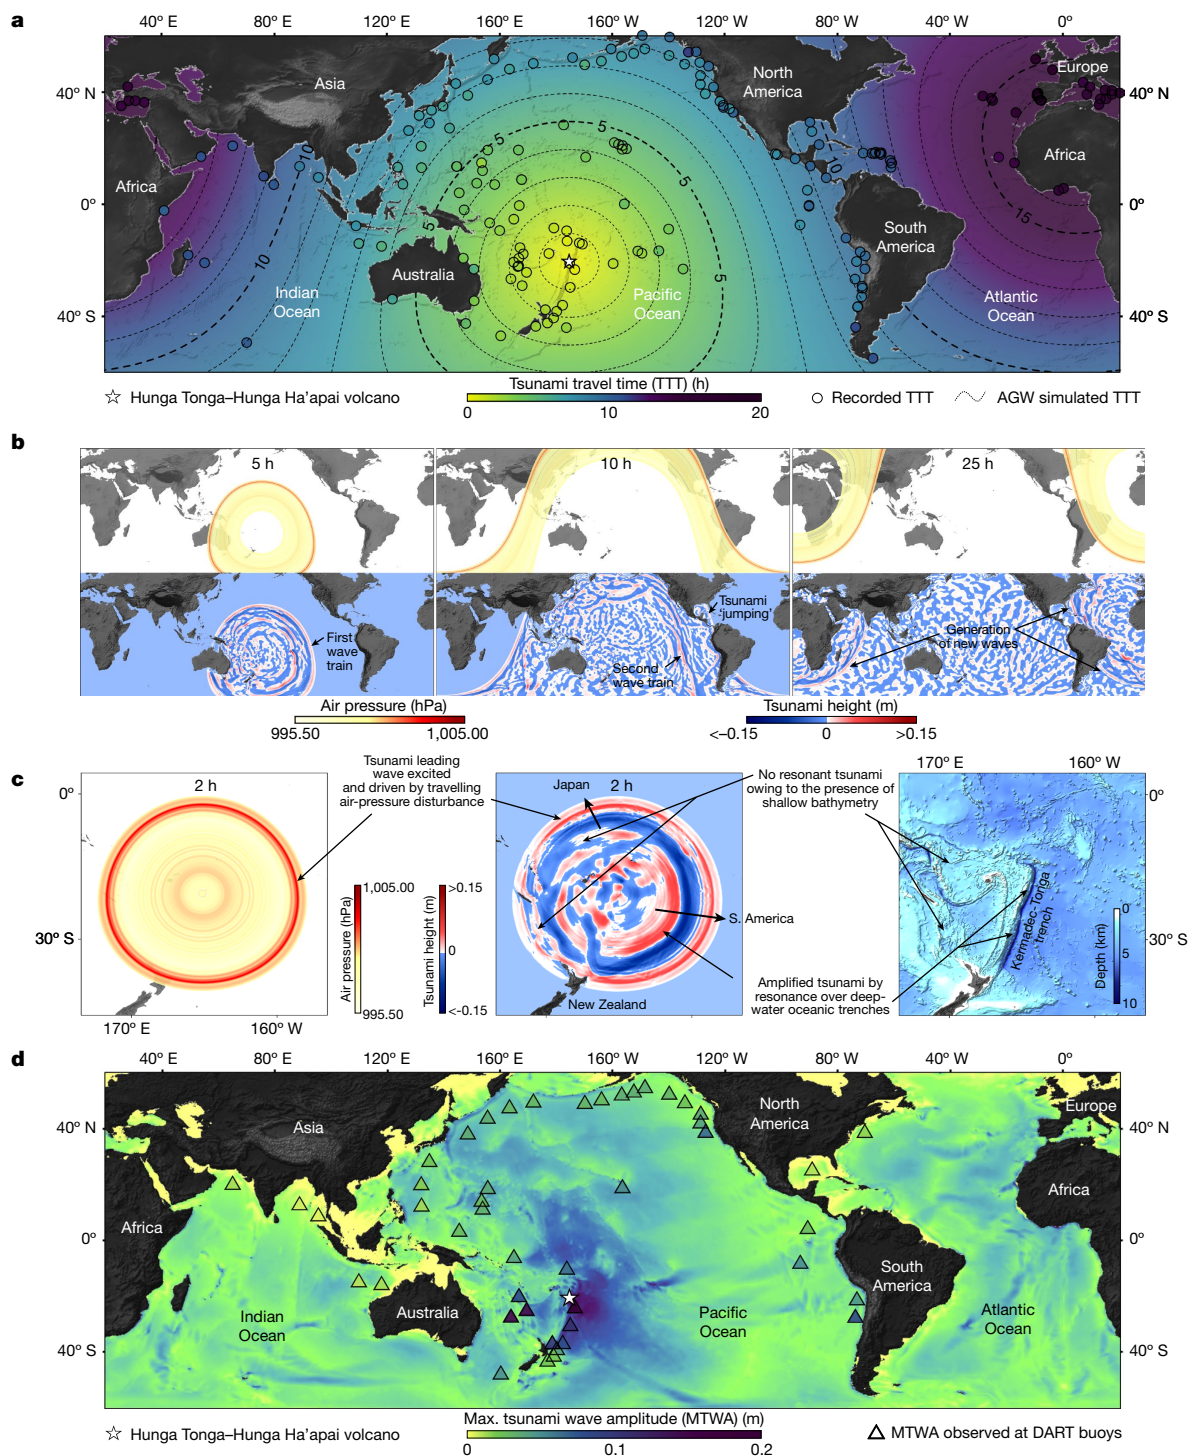 a
40° E 80° E 120° E 160° E 160° W 120° W 80° W 40° W 0°
Asia
North
America
Europe
40° N
40° N
Africa
Africa
0°
0°
South
America
Australia
Indian
Ocean
Pacific
Ocean
Atlantic
Ocean
40° S
40° S
5
5
5
5
10
10
10
15
Tsunami travel time (TTT) (h)
Hunga Tonga–Hunga Ha'apai volcano
0 10 20
Recorded TTT
AGW simulated TTT
b
5 h
10 h
25 h
First
wave
train
Tsunami
'jumping'
Second
wave train
Generation
of new waves
Air pressure (hPa)
995.50 1,005.00
Tsunami height (m)
<–0.15 0 >0.15
c
2 h
0°
30° S
170° E 160° W
Tsunami leading
wave excited
and driven by travelling
air-pressure disturbance
Air pressure (hPa)
1,005.00
995.50
Tsunami height (m)
>0.15
0
<-0.15
2 h
Japan
S. America
New Zealand
No resonant tsunami
owing to the presence of
shallow bathymetry
Amplified tsunami by
resonance over deep-
water oceanic trenches
170° E 160° W
0°
30° S
Kermadec–Tonga
trench
Depth (km)
0
5
10
d
40° E 80° E 120° E 160° E 160° W 120° W 80° W 40° W 0°
Asia
North
America
Europe
40° N
40° N
Africa
Africa
0°
0°
South
America
Australia
Indian
Ocean
Pacific
Ocean
Atlantic
Ocean
40° S
40° S
Max. tsunami wave amplitude (MTWA) (m)
Hunga Tonga–Hunga Ha'apai volcano
0 0.1 0.2
MTWA observed at DART buoys